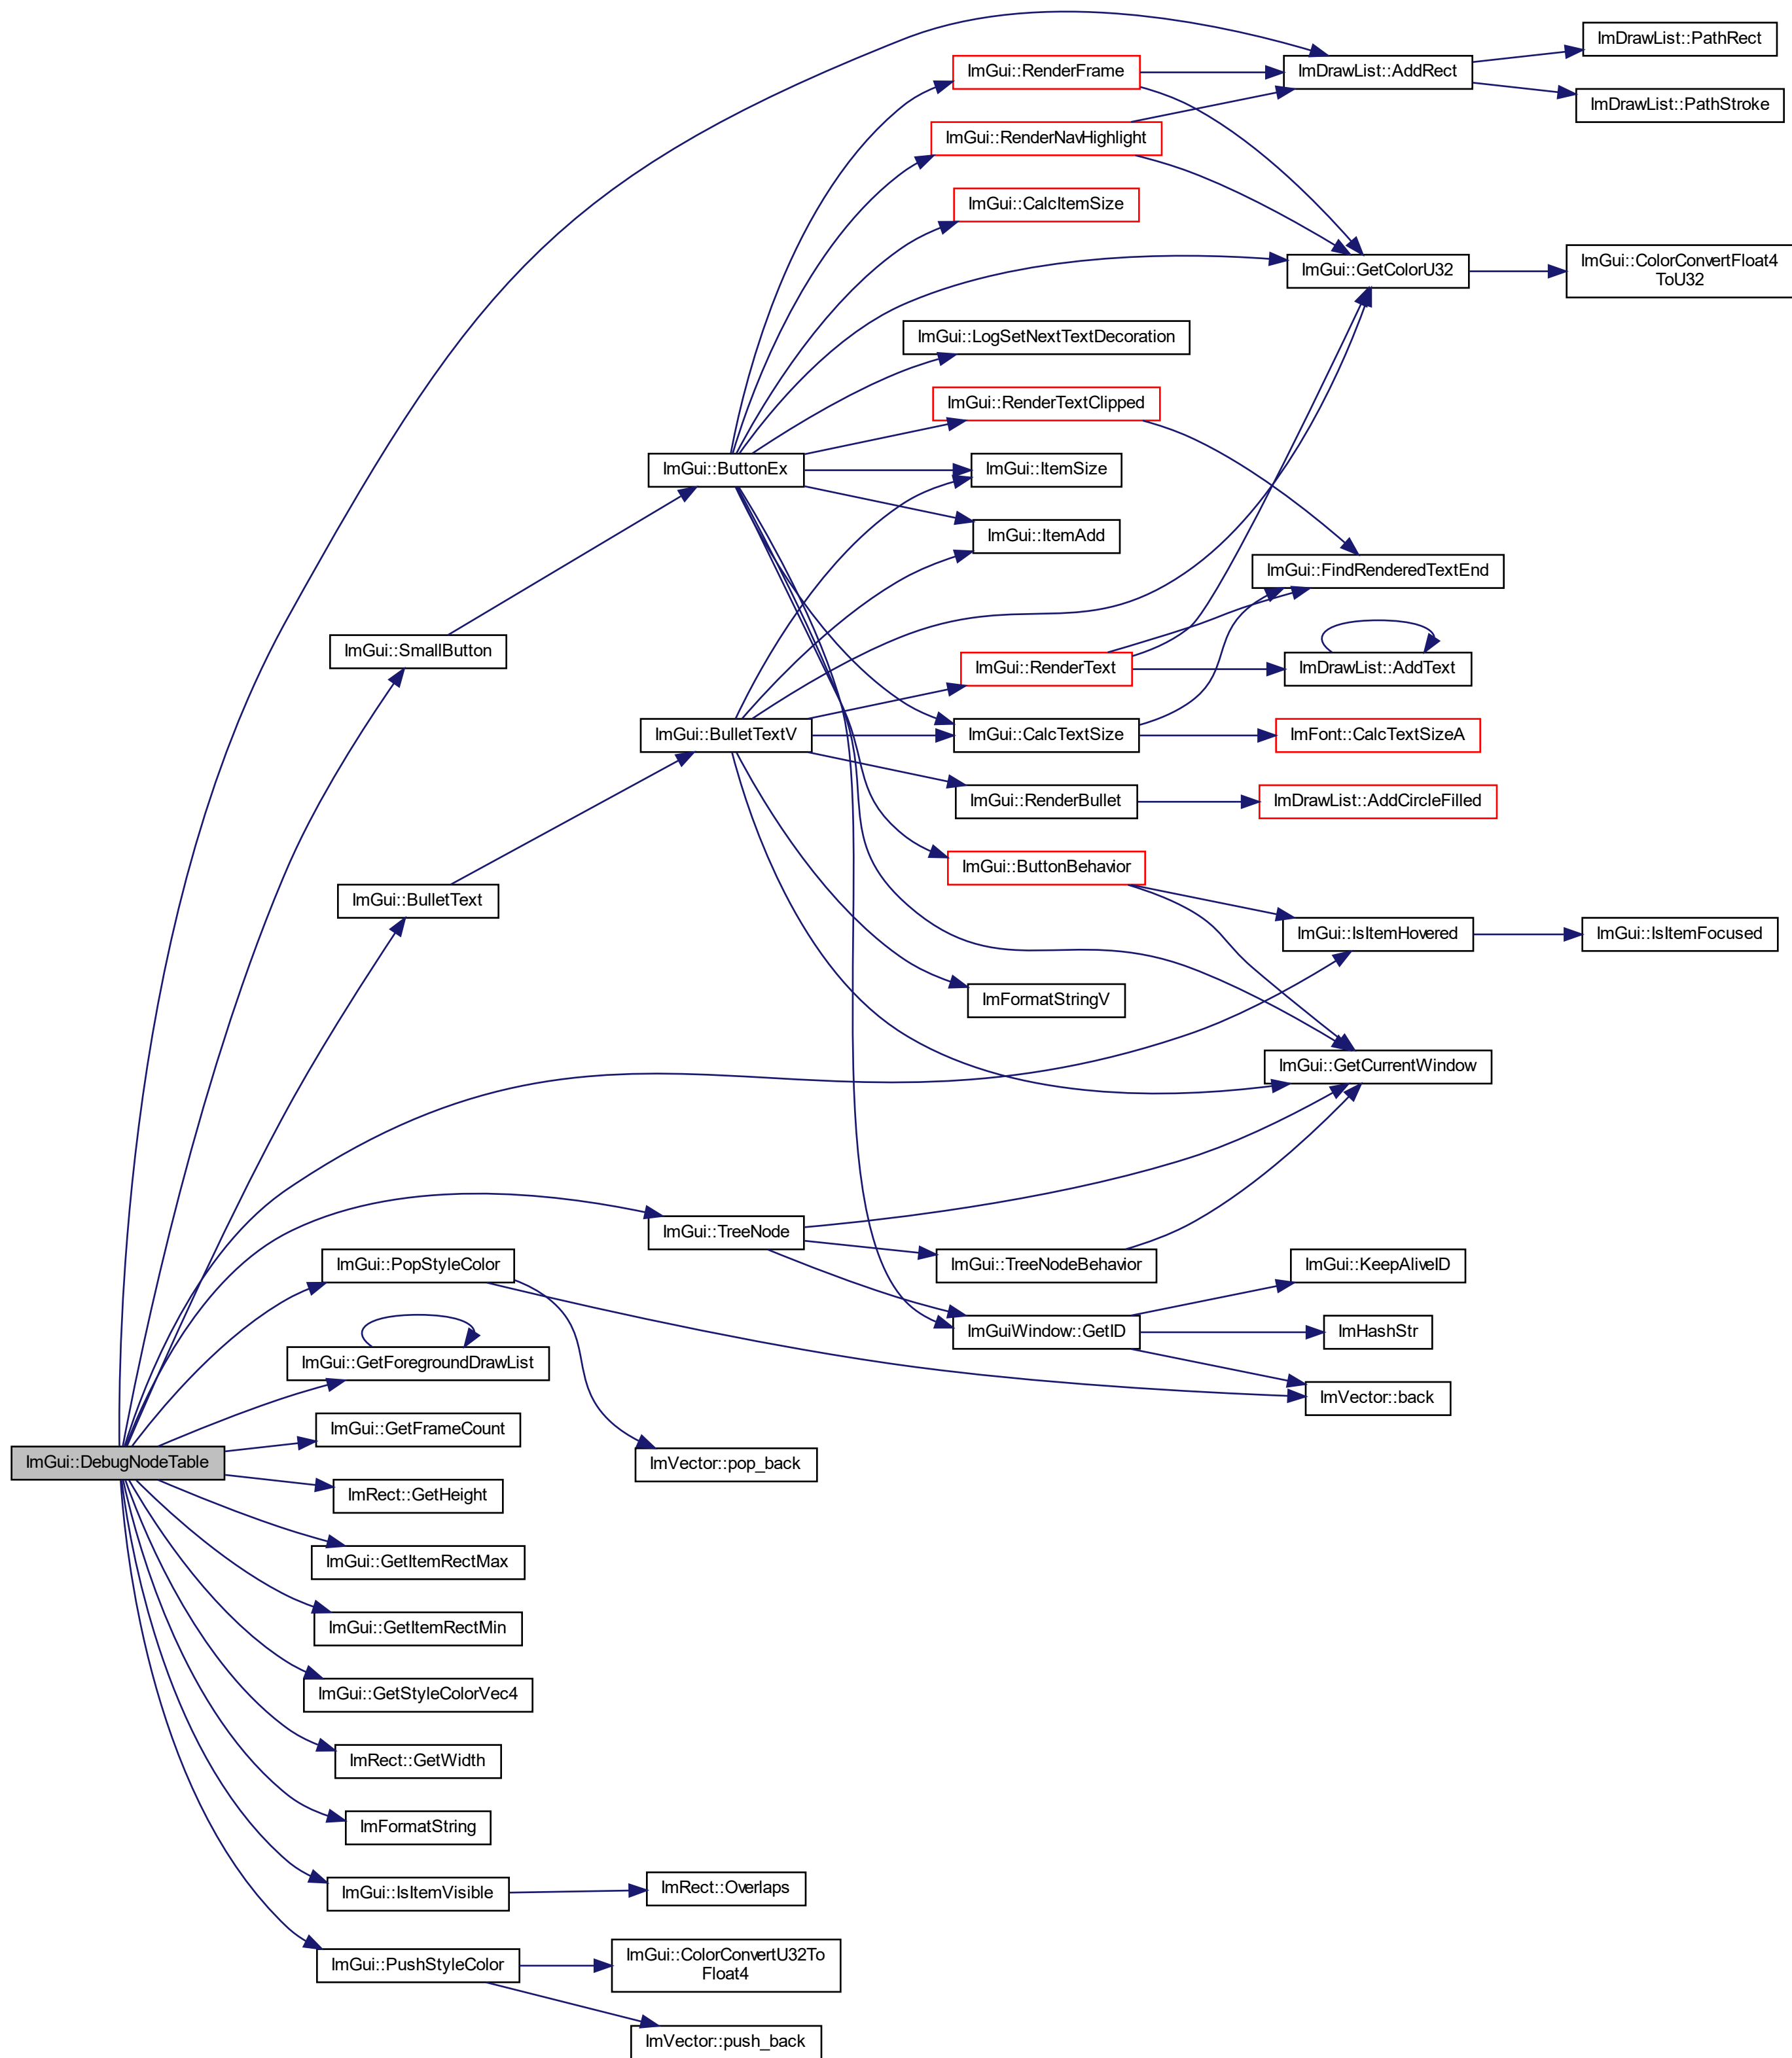 ImDrawList::PathRect
ImGui::RenderFrame
ImDrawList::AddRect
ImDrawList::PathStroke
ImGui::RenderNavHighlight
ImGui::CalcItemSize
ImGui::GetColorU32
ImGui::ColorConvertFloat4
ToU32
ImGui::LogSetNextTextDecoration
ImGui::RenderTextClipped
ImGui::ButtonEx
ImGui::ItemSize
ImGui::ItemAdd
ImGui::FindRenderedTextEnd
ImGui::SmallButton
ImGui::RenderText
ImDrawList::AddText
ImGui::BulletTextV
ImGui::CalcTextSize
ImFont::CalcTextSizeA
ImGui::RenderBullet
ImDrawList::AddCircleFilled
ImGui::ButtonBehavior
ImGui::BulletText
ImGui::IsItemHovered
ImGui::IsItemFocused
ImFormatStringV
ImGui::GetCurrentWindow
ImGui::TreeNode
ImGui::PopStyleColor
ImGui::TreeNodeBehavior
ImGui::KeepAliveID
ImGuiWindow::GetID
ImHashStr
ImGui::GetForegroundDrawList
ImVector::back
ImGui::GetFrameCount
ImGui::DebugNodeTable
ImVector::pop_back
ImRect::GetHeight
ImGui::GetItemRectMax
ImGui::GetItemRectMin
ImGui::GetStyleColorVec4
ImRect::GetWidth
ImFormatString
ImGui::IsItemVisible
ImRect::Overlaps
ImGui::PushStyleColor
ImGui::ColorConvertU32To
Float4
ImVector::push_back